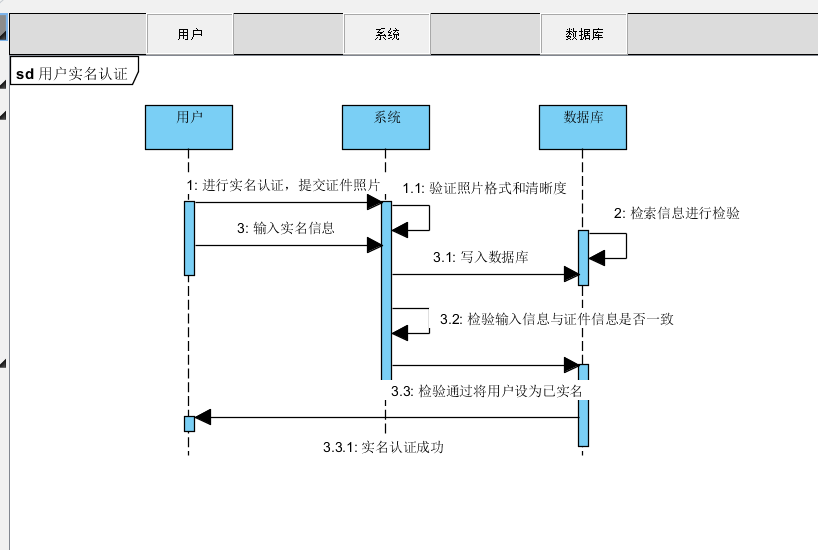 用户
系统
数据库
sd 用户实名认证
用户
系统
数据库
1: 进行实名认证，提交证件照片
1.1: 验证照片格式和清晰度
2: 检索信息进行检验
3: 输入实名信息
3.1: 写入数据库
3.2: 检验输入信息与证件信息是否一致
3.3: 检验通过将用户设为已实名
3.3.1: 实名认证成功